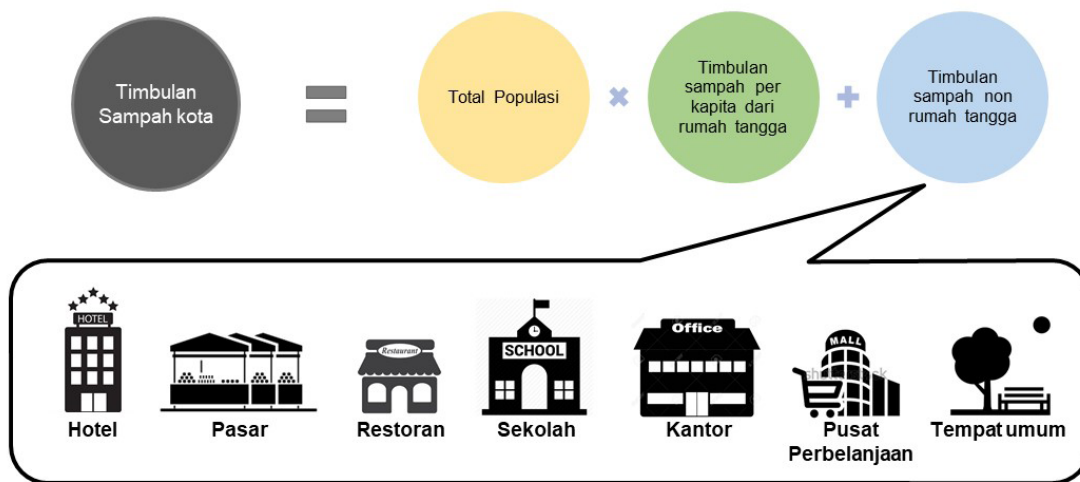 Timbulan
Sampah kota
=
Total Populasi
×
Timbulan
sampah per
kapita dari
rumah tangga
+
Timbulan
sampah non
rumah tangga
HOTEL
Restaurant
SCHOOL
Office
MALL
Hotel
Pasar
Restoran
Sekolah
Kantor
Pusat
Perbelanjaan
Tempat umum